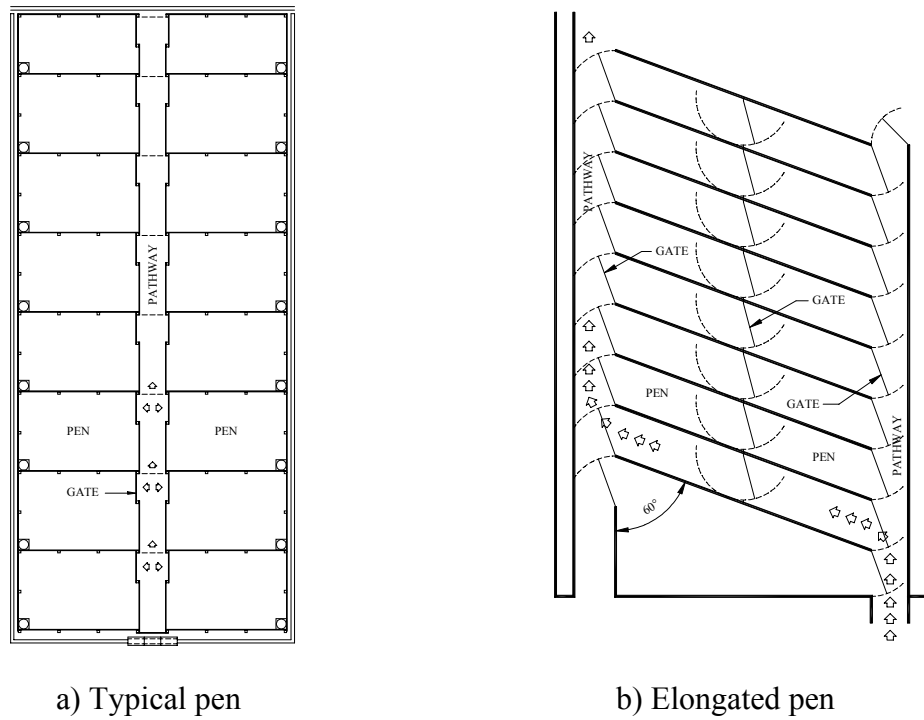 PATHWAY
PEN PEN
GATE
a) Typical pen
PATHWAY
GATE
GATE
PEN
GATE
PEN
PATHWAY
60°
b) Elongated pen